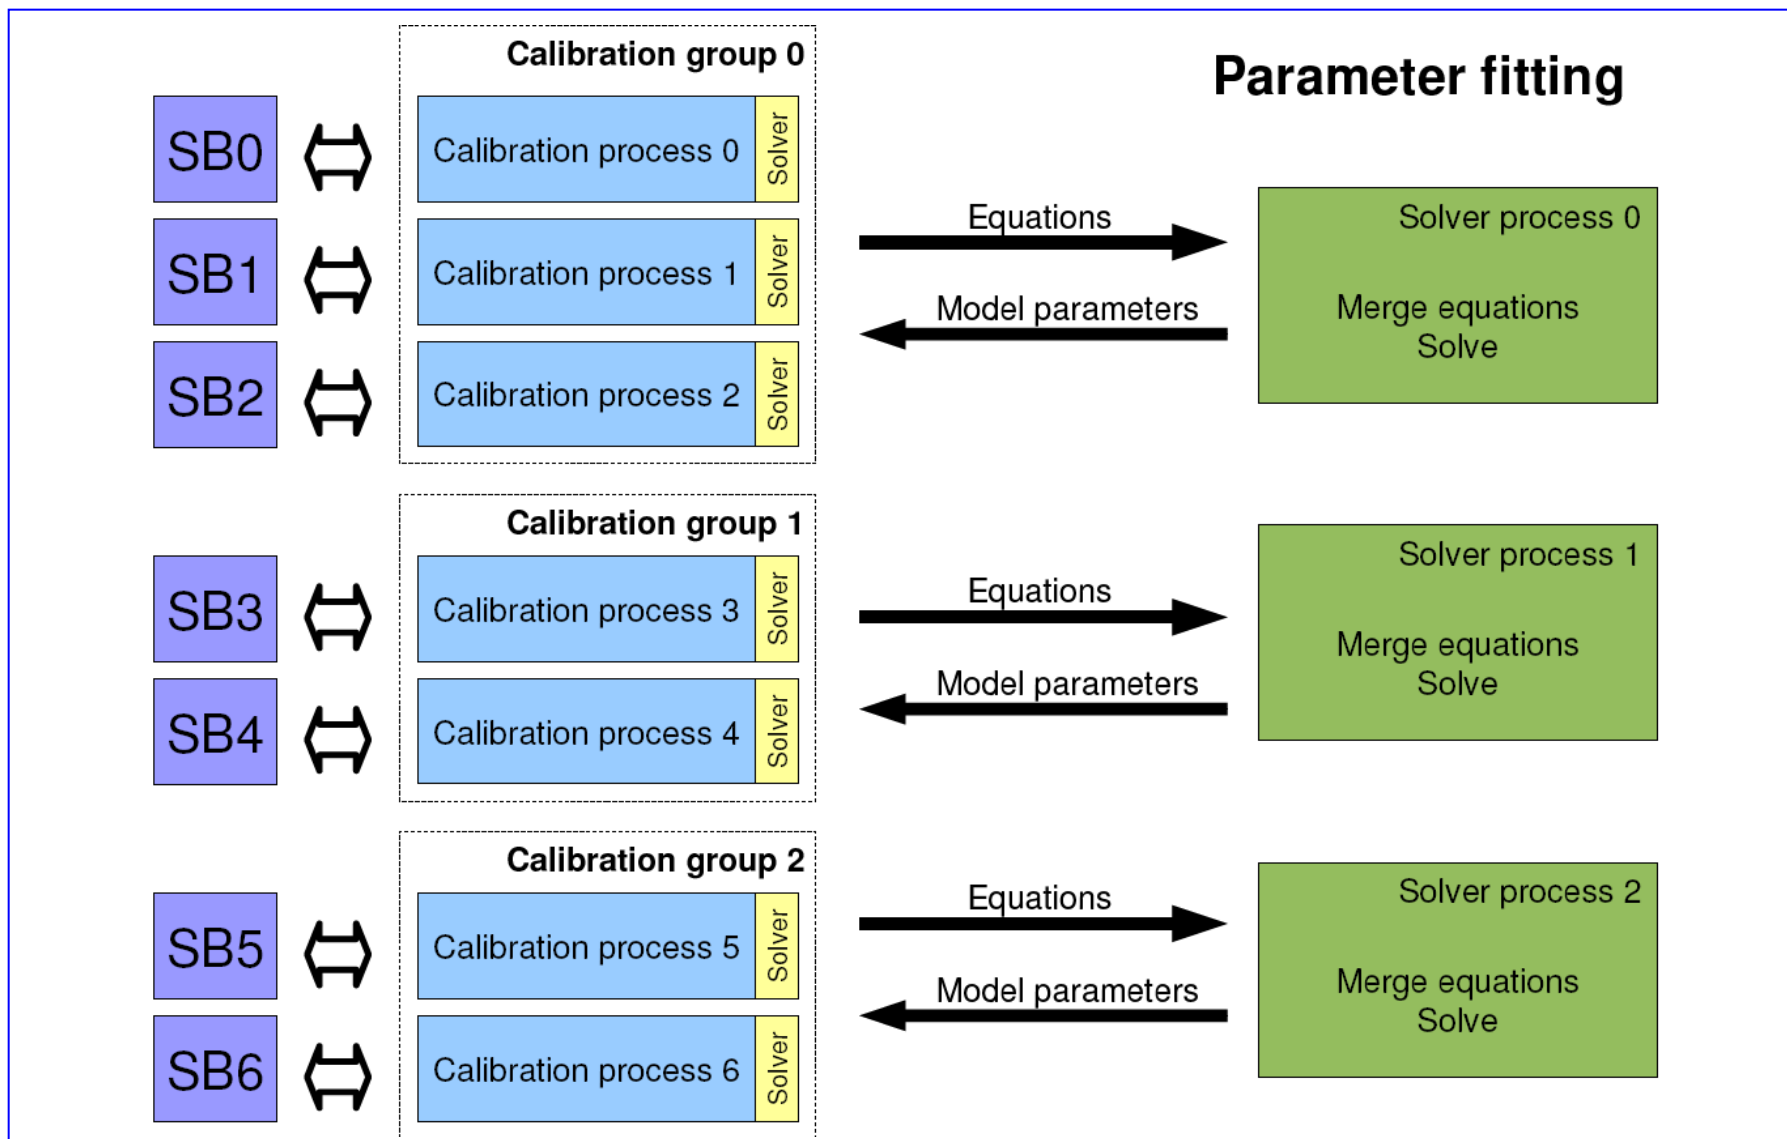 Parameter fitting
Calibration group 0
SB0
Calibration process 0
Solver
SB1
Calibration process 1
Solver
SB2
Calibration process 2
Solver
Equations
Model parameters
Solver process 0
Merge equations
Solve
Calibration group 1
SB3
Calibration process 3
Solver
SB4
Calibration process 4
Solver
Equations
Model parameters
Solver process 1
Merge equations
Solve
Calibration group 2
SB5
Calibration process 5
Solver
SB6
Calibration process 6
Solver
Equations
Model parameters
Solver process 2
Merge equations
Solve